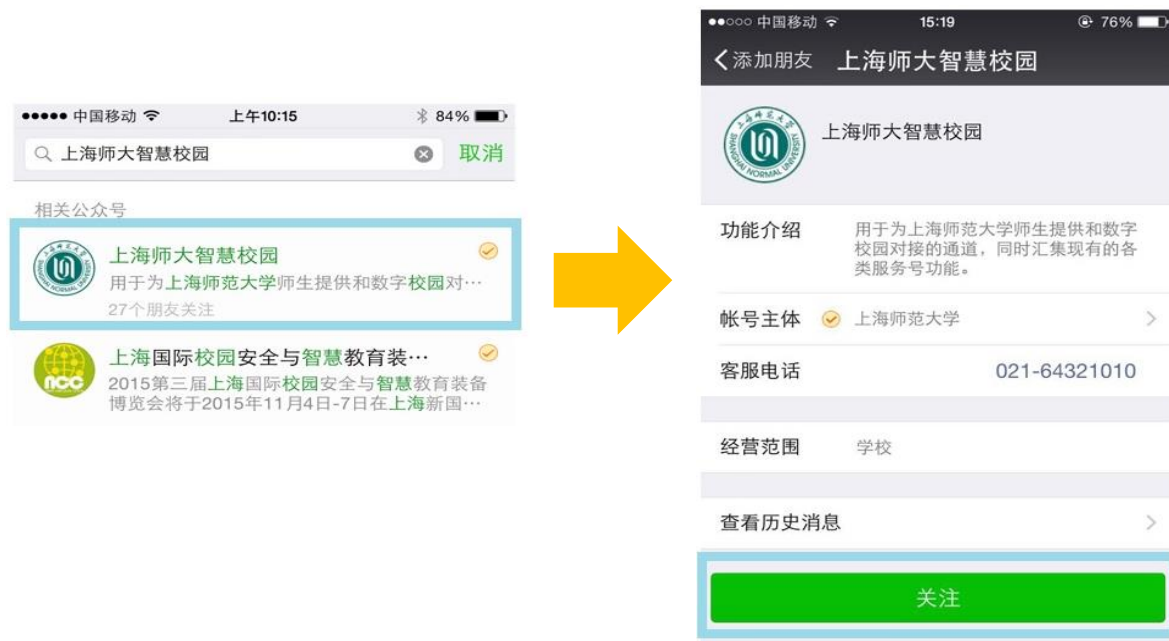 中国移动 上午10:15 84%
上海师大智慧校园 取消
相关公众号
上海师大智慧校园
用于为上海师范大学师生提供和数字校园对…
27个朋友关注
ncc
上海国际校园安全与智慧教育装…
2015第三届上海国际校园安全与智慧教育装备
博览会将于2015年11月4日-7日在上海新国…
中国移动 15:19 76%
添加朋友 上海师大智慧校园
上海师范大学
SHANGHAI NORMAL UNIVERSITY
上海师大智慧校园
功能介绍 用于为上海师范大学师生提供和数字
校园对接的通道，同时汇集现有的各
类服务号功能。
帐号主体 上海师范大学
客服电话 021-64321010
经营范围 学校
查看历史消息
关注